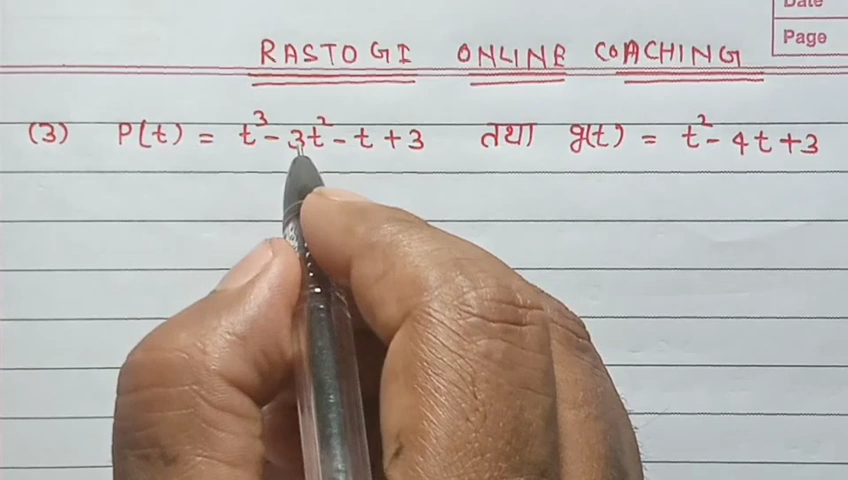 Date
Page
RASTOGI ONLINE COACHING
(3) P(t) = t³ - 3t² - t + 3 तथा g(t) = t² - 4t + 3